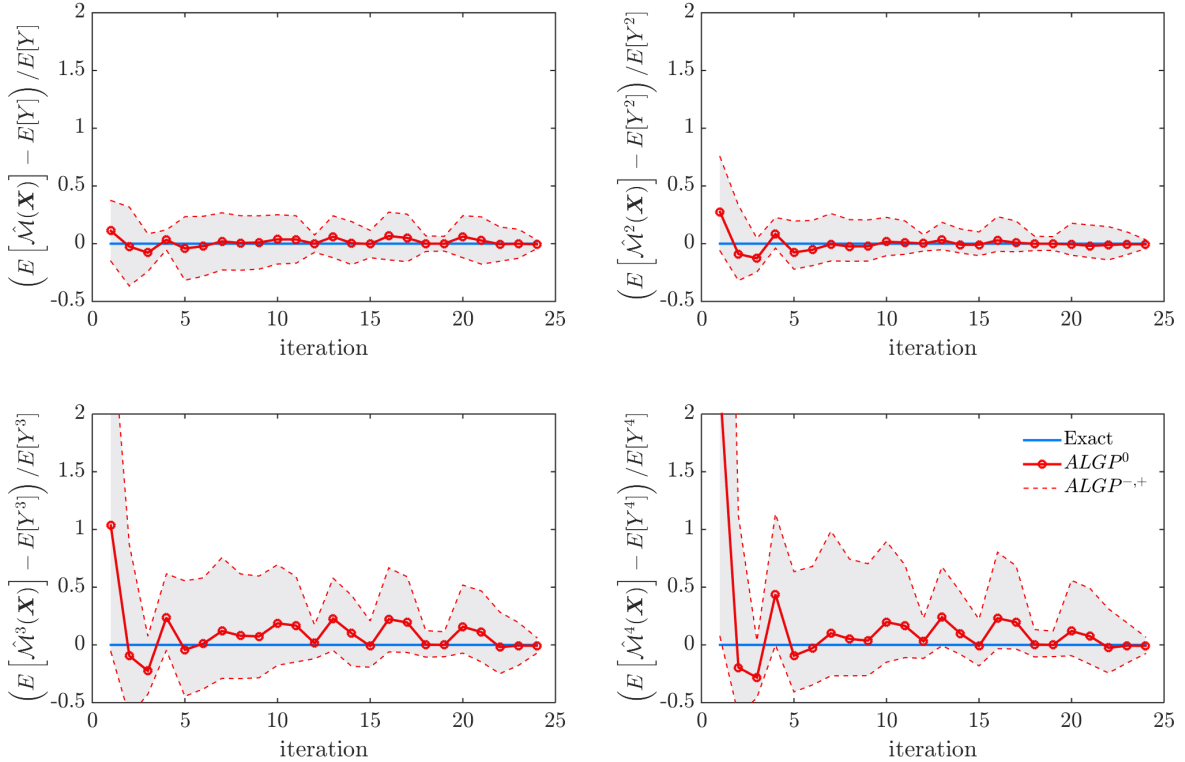 (E[𝓜̂(X)] − E[Y]) /E[Y]
2
1.5
1
0.5
0
-0.5
0 5 10 15 20 25
iteration
(E[𝓜̂²(X)] − E[Y²]) /E[Y²]
2
1.5
1
0.5
0
-0.5
0 5 10 15 20 25
iteration
(E[𝓜̂³(X)] − E[Y³]) /E[Y³]
2
1.5
1
0.5
0
-0.5
0 5 10 15 20 25
iteration
(E[𝓜̂⁴(X)] − E[Y⁴]) /E[Y⁴]
2
1.5
1
0.5
0
-0.5
0 5 10 15 20 25
iteration
Exact
ALGP⁰
ALGP⁻,⁺